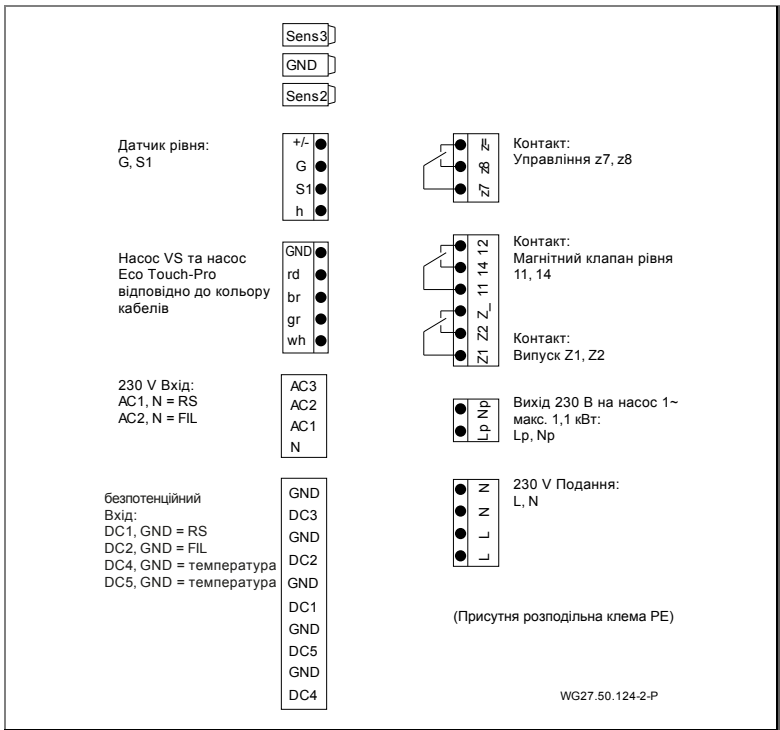 Sens3
GND
Sens2
Датчик рівня:
G, S1
+/-
G
S1
h
Насос VS та насос
Eco Touch-Pro
відповідно до кольору
кабелів
GND
rd
br
gr
wh
230 V Вхід:
AC1, N = RS
AC2, N = FIL
AC3
AC2
AC1
N
безпотенційний
Вхід:
DC1, GND = RS
DC2, GND = FIL
DC4, GND = температура
DC5, GND = температура
GND
DC3
GND
DC2
GND
DC1
GND
DC5
GND
DC4
z7 z8 z=
Контакт:
Управління z7, z8
Z1 Z2 Z_ 11 14 12
Контакт:
Магнітний клапан рівня
11, 14
Контакт:
Випуск Z1, Z2
Lp Np
Вихід 230 В на насос 1~
макс. 1,1 кВт:
Lp, Np
L L N N
230 V Подання:
L, N
(Присутня розподільна клема PE)
WG27.50.124-2-P